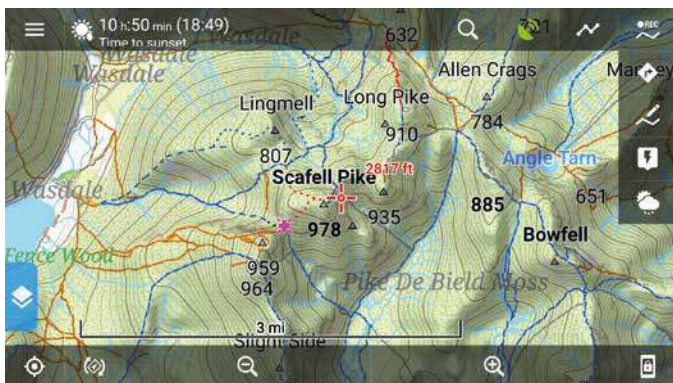 10 h:50 min (18:49)
Time to sunset
REC
Wasdale
632
Wasdale
Wasdale
Allen Crags
Lingmell
Long Pike
784
910
807
2817 ft
Angle Tarn
Scafell Pike
Wasdale
651
935
885
978
Bowfell
Fence Wood
959
964
Pike De Bield Moss
3 mi
Slight Side